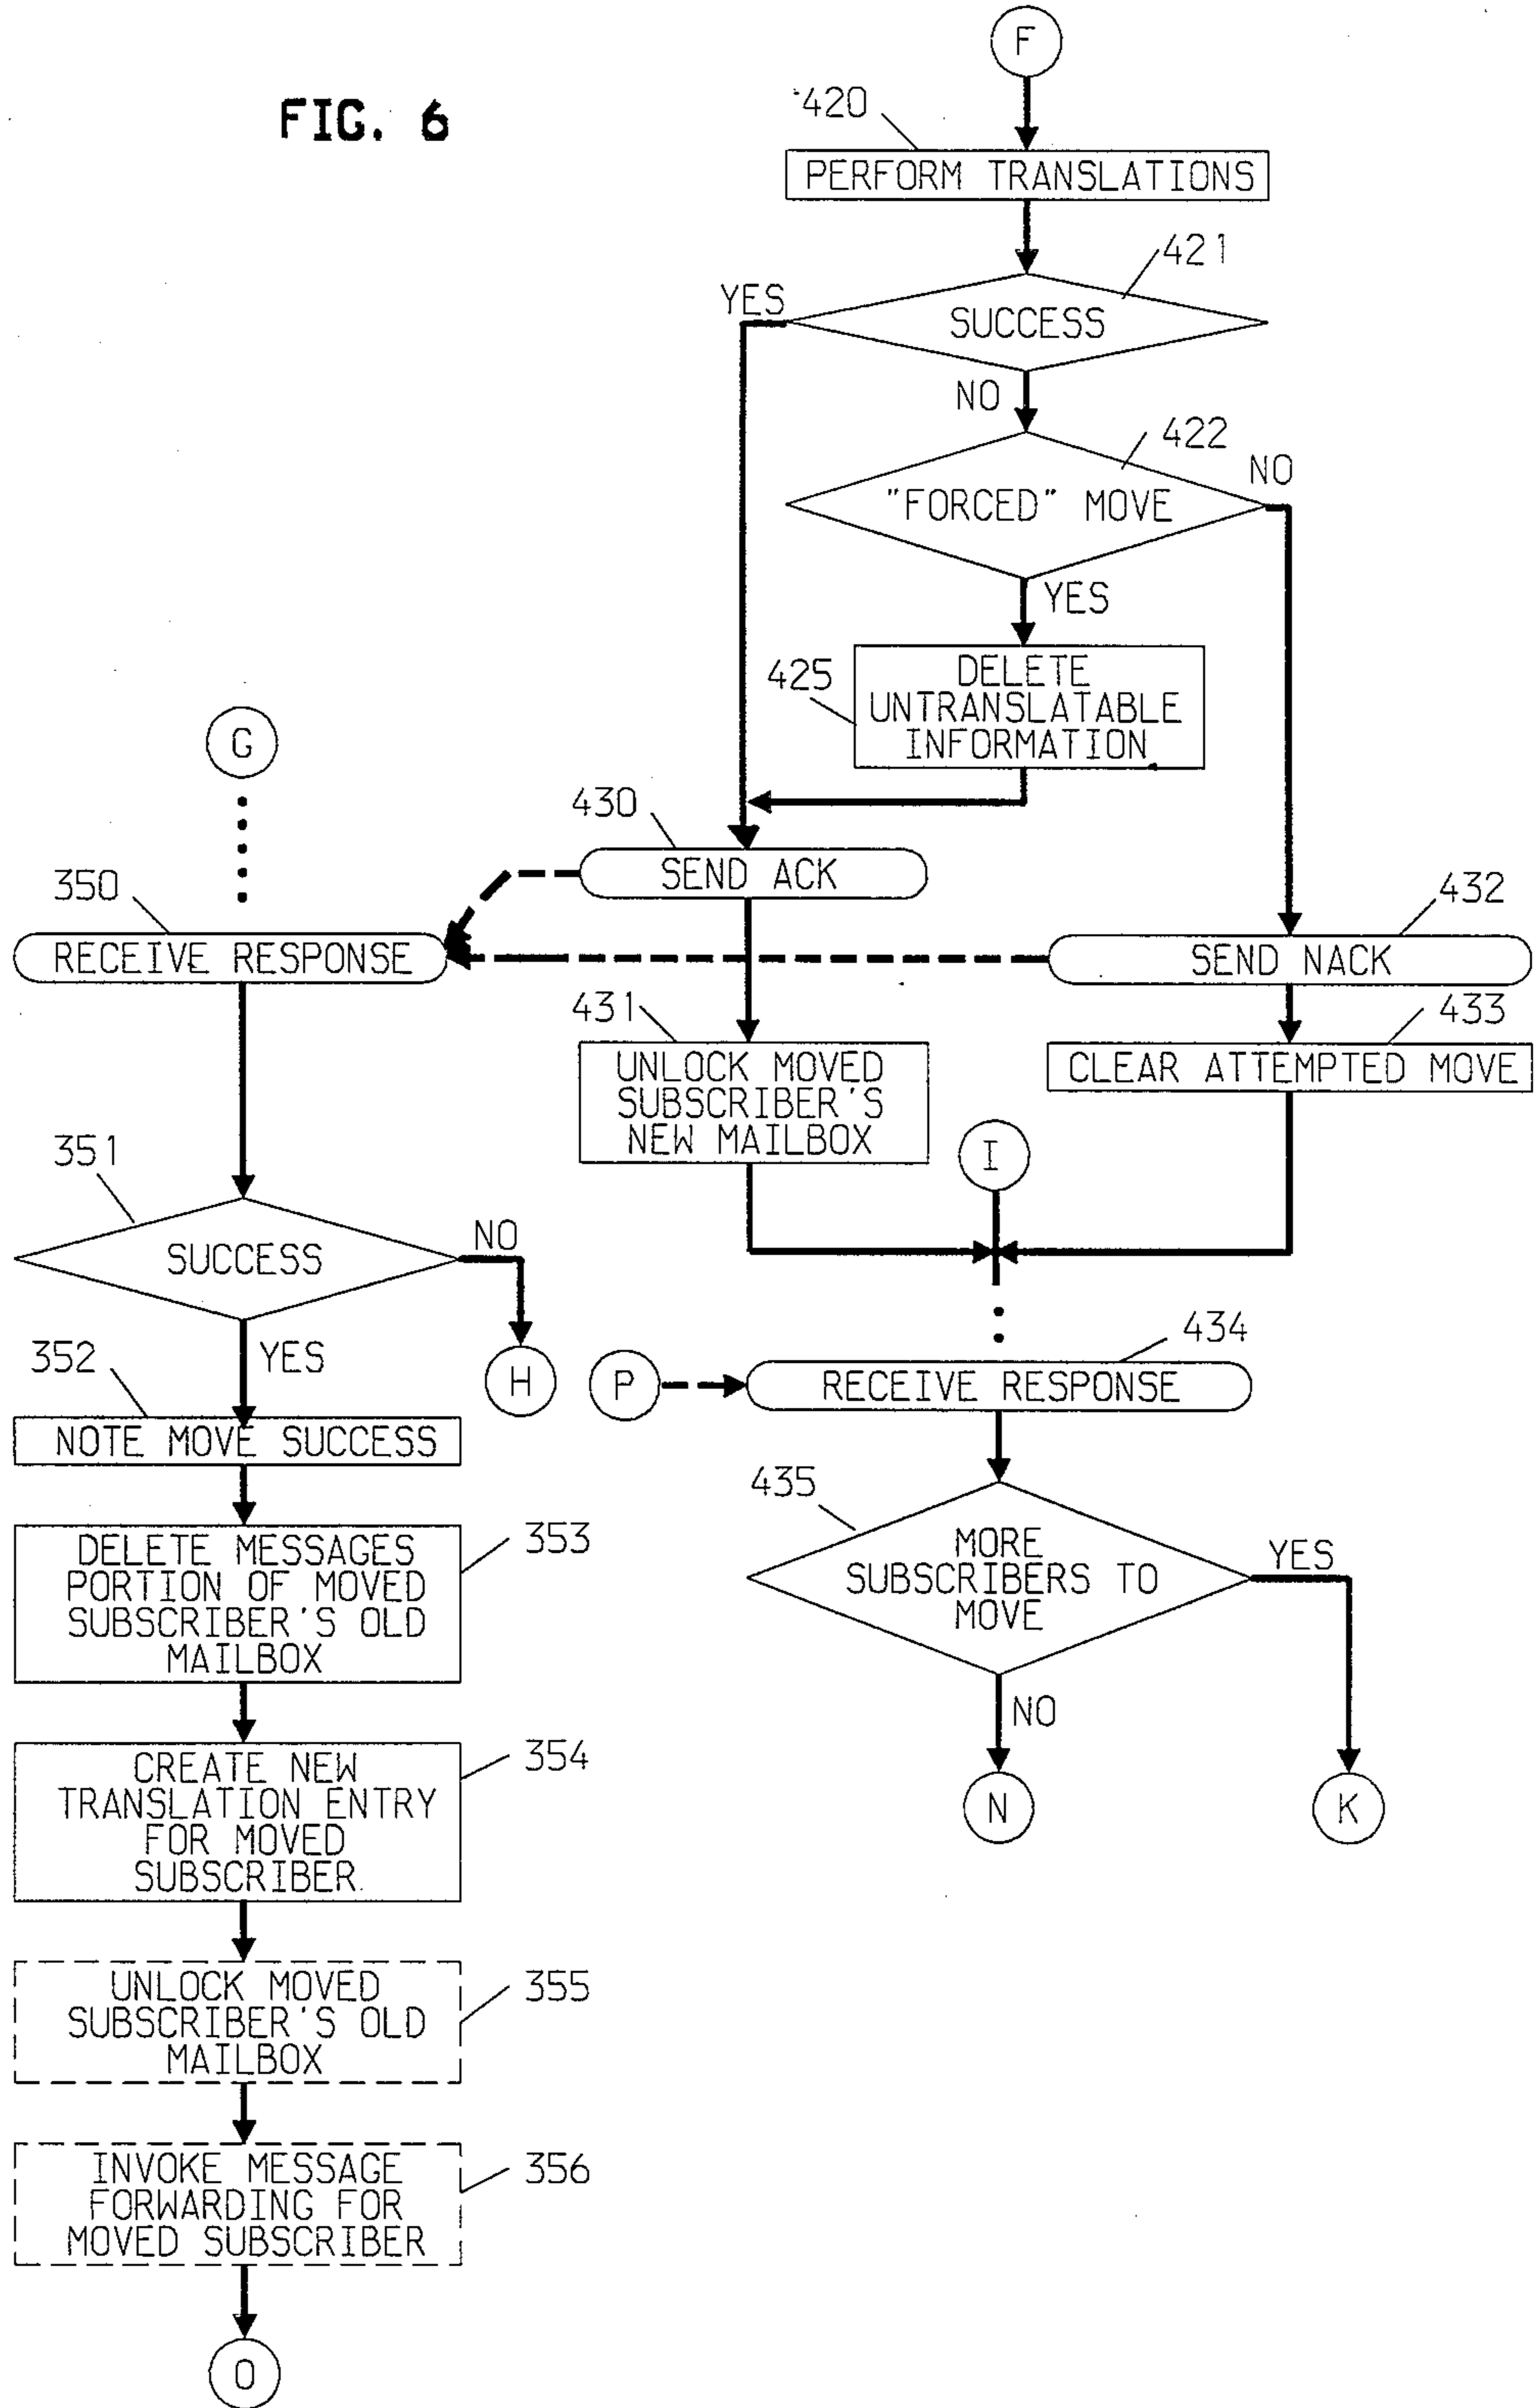 FIG. 6
F
420
PERFORM TRANSLATIONS
421
YES
SUCCESS
NO
422
NO
"FORCED" MOVE
YES
425
DELETE
UNTRANSLATABLE
INFORMATION
G
430
SEND ACK
350
RECEIVE RESPONSE
432
SEND NACK
431
UNLOCK MOVED
SUBSCRIBER'S
NEW MAILBOX
433
CLEAR ATTEMPTED MOVE
I
351
SUCCESS
NO
H
YES
352
NOTE MOVE SUCCESS
P
434
RECEIVE RESPONSE
435
MORE
SUBSCRIBERS TO
MOVE
YES
NO
N
K
353
DELETE MESSAGES
PORTION OF MOVED
SUBSCRIBER'S OLD
MAILBOX
354
CREATE NEW
TRANSLATION ENTRY
FOR MOVED
SUBSCRIBER
355
UNLOCK MOVED
SUBSCRIBER'S OLD
MAILBOX
356
INVOKE MESSAGE
FORWARDING FOR
MOVED SUBSCRIBER
O